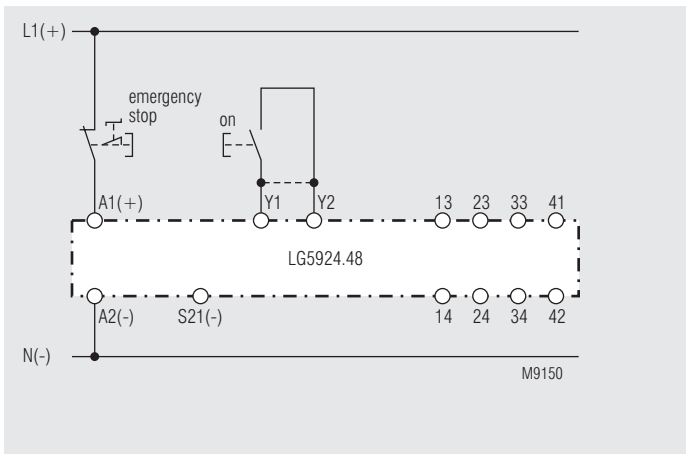 L1(+)
emergency
stop
on
A1(+) Y1 Y2 13 23 33 41
LG5924.48
A2(-) S21(-) 14 24 34 42
N(-)
M9150